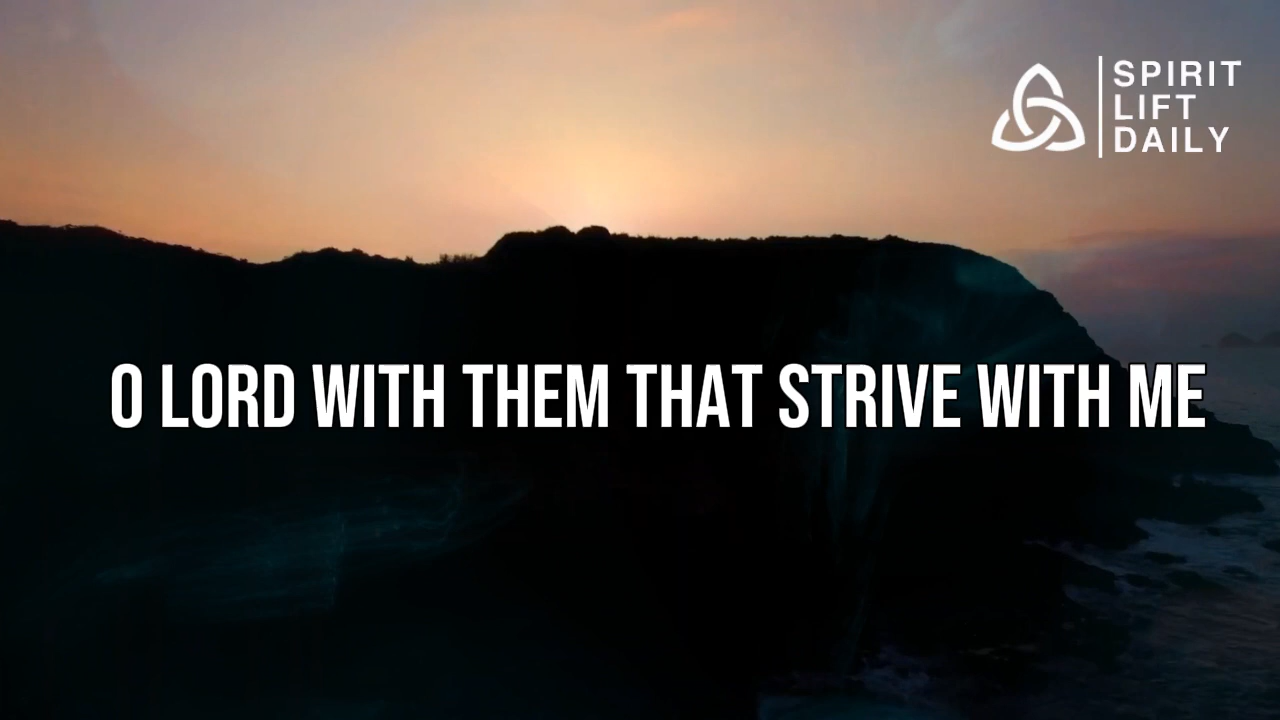 SPIRIT
LIFT
DAILY
O LORD WITH THEM THAT STRIVE WITH ME